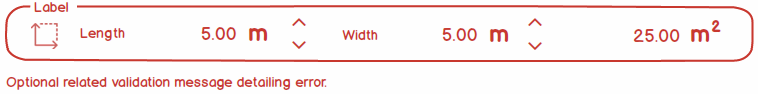 Label
Length 5.00 m Width 5.00 m 25.00 m²
Optional related validation message detailing error.